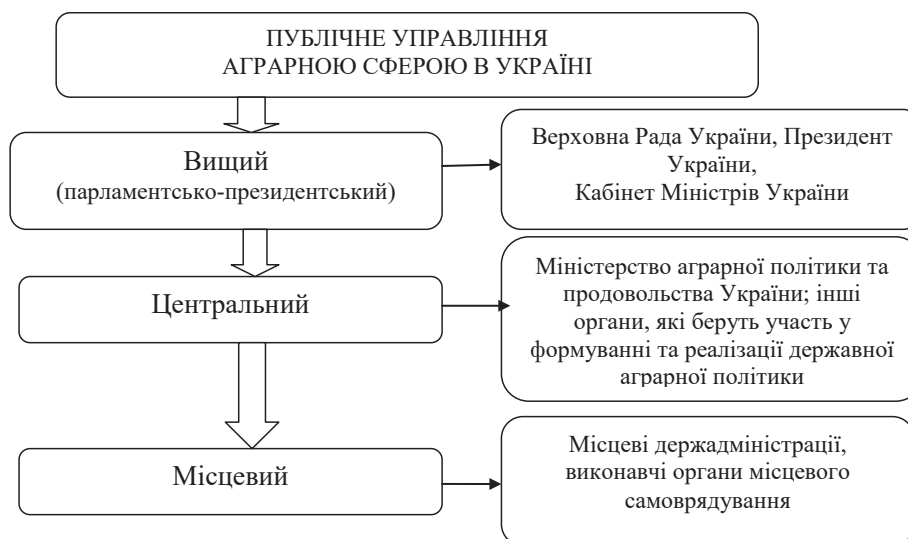 ПУБЛІЧНЕ УПРАВЛІННЯ
АГРАРНОЮ СФЕРОЮ В УКРАЇНІ
Вищий
(парламентсько-президентський)
Верховна Рада України, Президент
України,
Кабінет Міністрів України
Центральний
Міністерство аграрної політики та
продовольства України; інші
органи, які беруть участь у
формуванні та реалізації державної
аграрної політики
Місцевий
Місцеві держадміністрації,
виконавчі органи місцевого
самоврядування